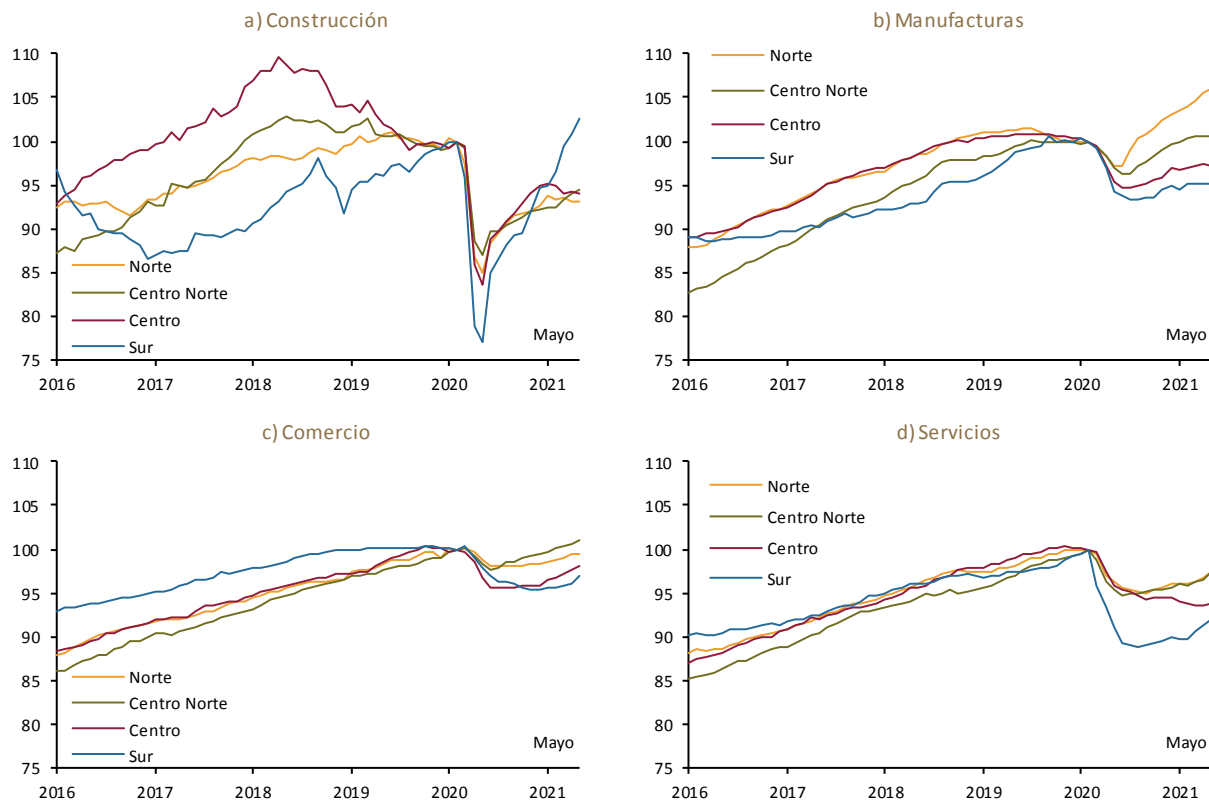 a) Construcción
110
105
100
95
90
85
80
75
Norte
Centro Norte
Centro
Sur
Mayo
2016 2017 2018 2019 2020 2021
b) Manufacturas
110
105
100
95
90
85
80
75
Norte
Centro Norte
Centro
Sur
Mayo
2016 2017 2018 2019 2020 2021
c) Comercio
110
105
100
95
90
85
80
75
Norte
Centro Norte
Centro
Sur
Mayo
2016 2017 2018 2019 2020 2021
d) Servicios
110
105
100
95
90
85
80
75
Norte
Centro Norte
Centro
Sur
Mayo
2016 2017 2018 2019 2020 2021